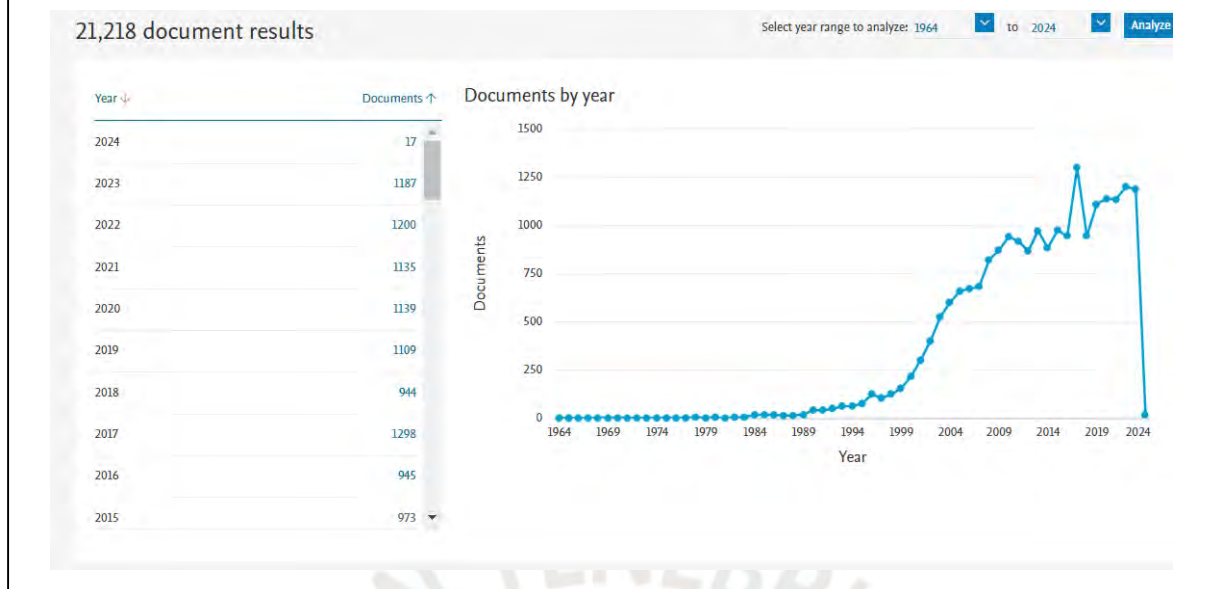 21,218 document results
Select year range to analyze: 1964 to 2024 Analyze
Year Documents
2024 17
2023 1187
2022 1200
2021 1135
2020 1139
2019 1109
2018 944
2017 1298
2016 945
2015 973
Documents by year
1500
1250
1000
750
500
250
0
Documents
1964 1969 1974 1979 1984 1989 1994 1999 2004 2009 2014 2019 2024
Year